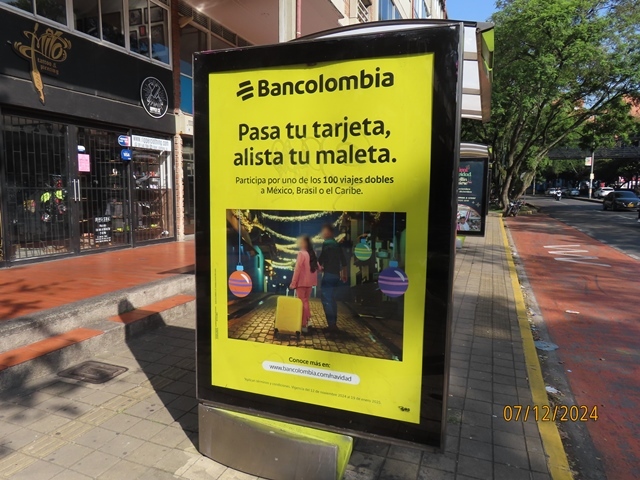 Bancolombia
Pasa tu tarjeta,
alista tu maleta.
Participa por uno de los 100 viajes dobles
a México, Brasil o el Caribe.
Conoce más en:
www.bancolombia.com/navidad
07/12/2024